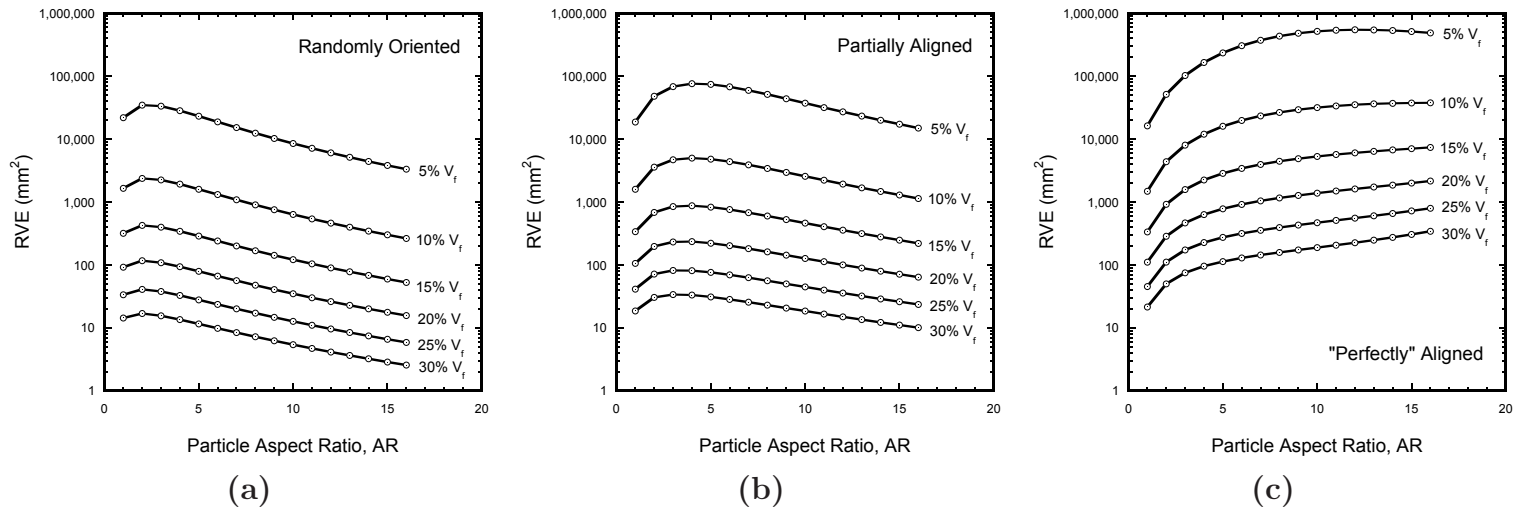 1,000,000
100,000
10,000
1,000
100
10
1
RVE (mm²)
Randomly Oriented
5% V_f
10% V_f
15% V_f
20% V_f
25% V_f
30% V_f
0 5 10 15 20
Particle Aspect Ratio, AR
(a)
1,000,000
100,000
10,000
1,000
100
10
1
RVE (mm²)
Partially Aligned
5% V_f
10% V_f
15% V_f
20% V_f
25% V_f
30% V_f
0 5 10 15 20
Particle Aspect Ratio, AR
(b)
1,000,000
100,000
10,000
1,000
100
10
1
RVE (mm²)
5% V_f
10% V_f
15% V_f
20% V_f
25% V_f
30% V_f
"Perfectly" Aligned
0 5 10 15 20
Particle Aspect Ratio, AR
(c)